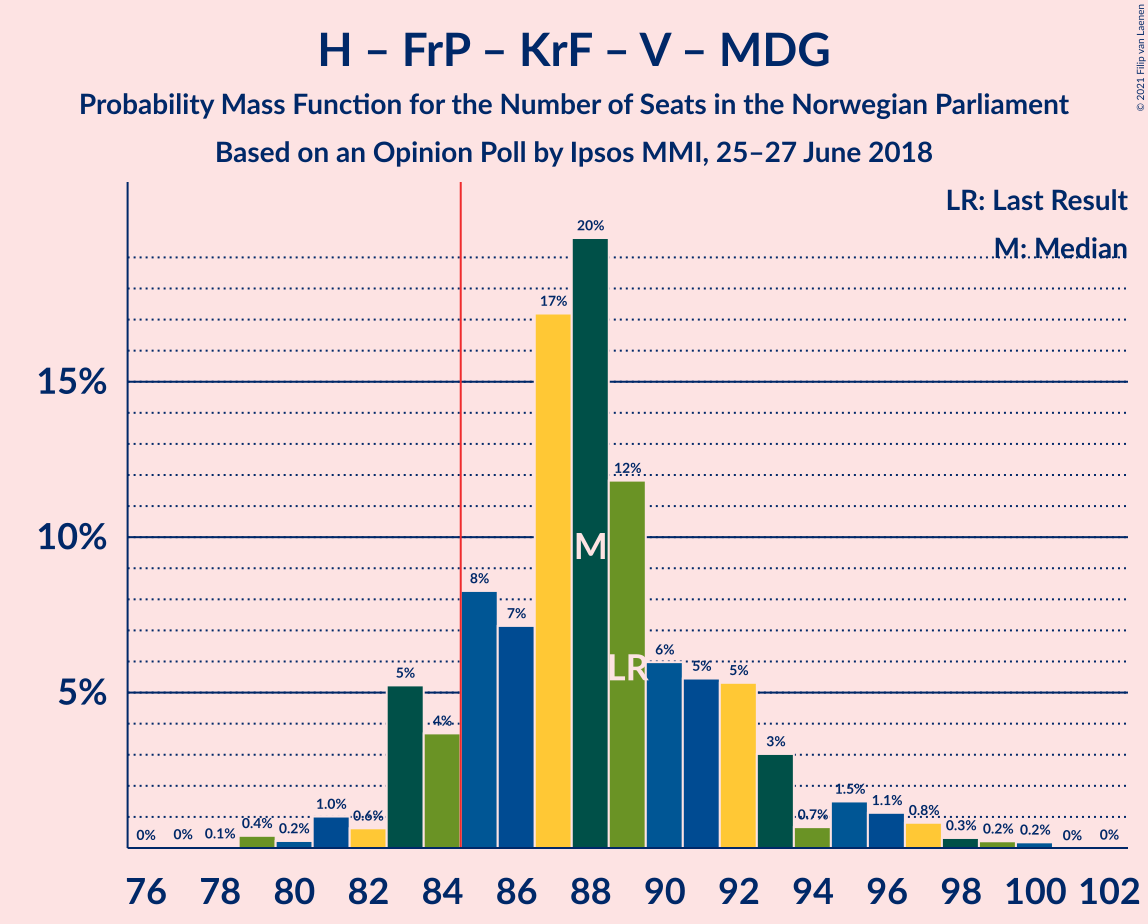 H – FrP – KrF – V – MDG
Probability Mass Function for the Number of Seats in the Norwegian Parliament
Based on an Opinion Poll by Ipsos MMI, 25–27 June 2018
© 2021 Filip van Laenen
LR: Last Result
M: Median
15%
10%
5%
0% 0% 0.1% 0.4% 0.2% 1.0% 0.6% 5% 4% 8% 7% 17% 20% 12% 6% 5% 5% 3% 0.7% 1.5% 1.1% 0.8% 0.3% 0.2% 0.2% 0% 0%
M
LR
76 78 80 82 84 86 88 90 92 94 96 98 100 102